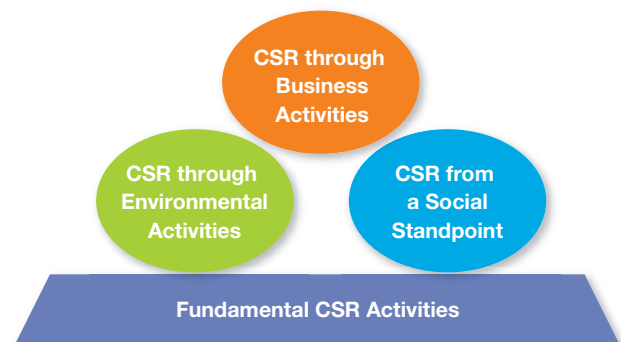 CSR through
Business
Activities
CSR through
Environmental
Activities
CSR from
a Social
Standpoint
Fundamental CSR Activities